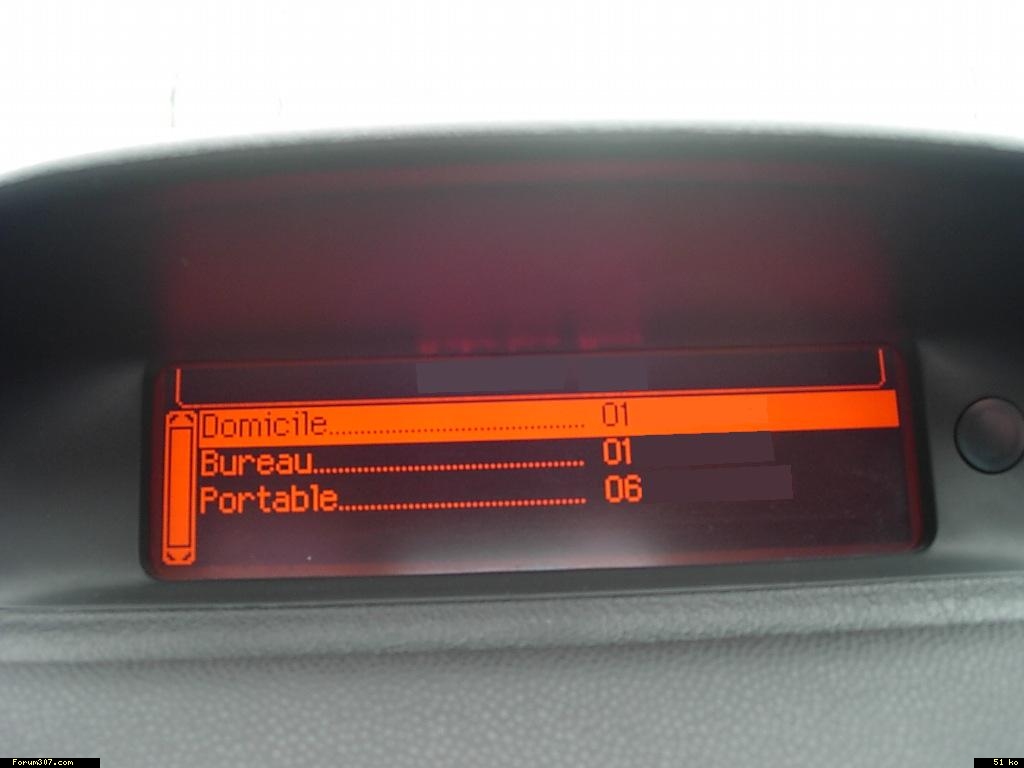 Domicile.................................... 01
Bureau...................................... 01
Portable................................... 06
Forum307.com
51 ko